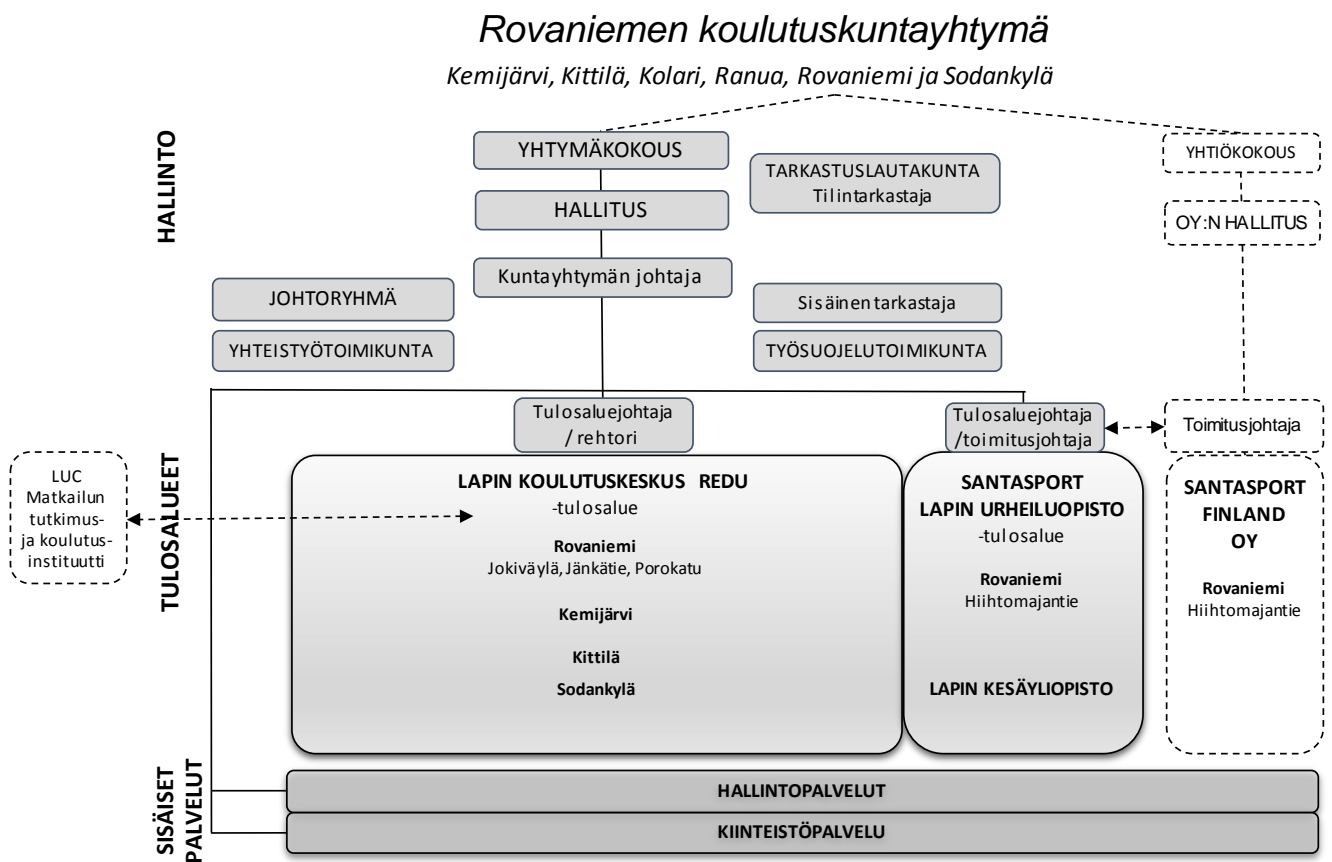 Rovaniemen koulutuskuntayhtymä
Kemijärvi, Kittilä, Kolari, Ranua, Rovaniemi ja Sodankylä
HALLINTO
YHTYMÄKOKOUS
TARKASTUSLAUTAKUNTA
Tilintarkastaja
YHTIÖKOKOUS
HALLITUS
OY:N HALLITUS
Kuntayhtymän johtaja
JOHTORYHMÄ
Sisäinen tarkastaja
YHTEISTYÖTOIMIKUNTA
TYÖSUOJELUTOIMIKUNTA
TULOSALUEET
Tulosaluejohtaja
/ rehtori
Tulosaluejohtaja
/toimitusjohtaja
Toimitusjohtaja
LUC
Matkailun
tutkimus-
ja koulutus-
instituutti
LAPIN KOULUTUSKESKUS REDU
-tulosalue
Rovaniemi
Jokiväylä, Jänkätie, Porokatu
Kemijärvi
Kittilä
Sodankylä
SANTASPORT
LAPIN URHEILUOPISTO
-tulosalue
Rovaniemi
Hiihtomajantie
LAPIN KESÄYLIOPISTO
SANTASPORT
FINLAND
OY
Rovaniemi
Hiihtomajantie
SISÄISET
PALVELUT
HALLINTOPALVELUT
KIINTEISTÖPALVELU